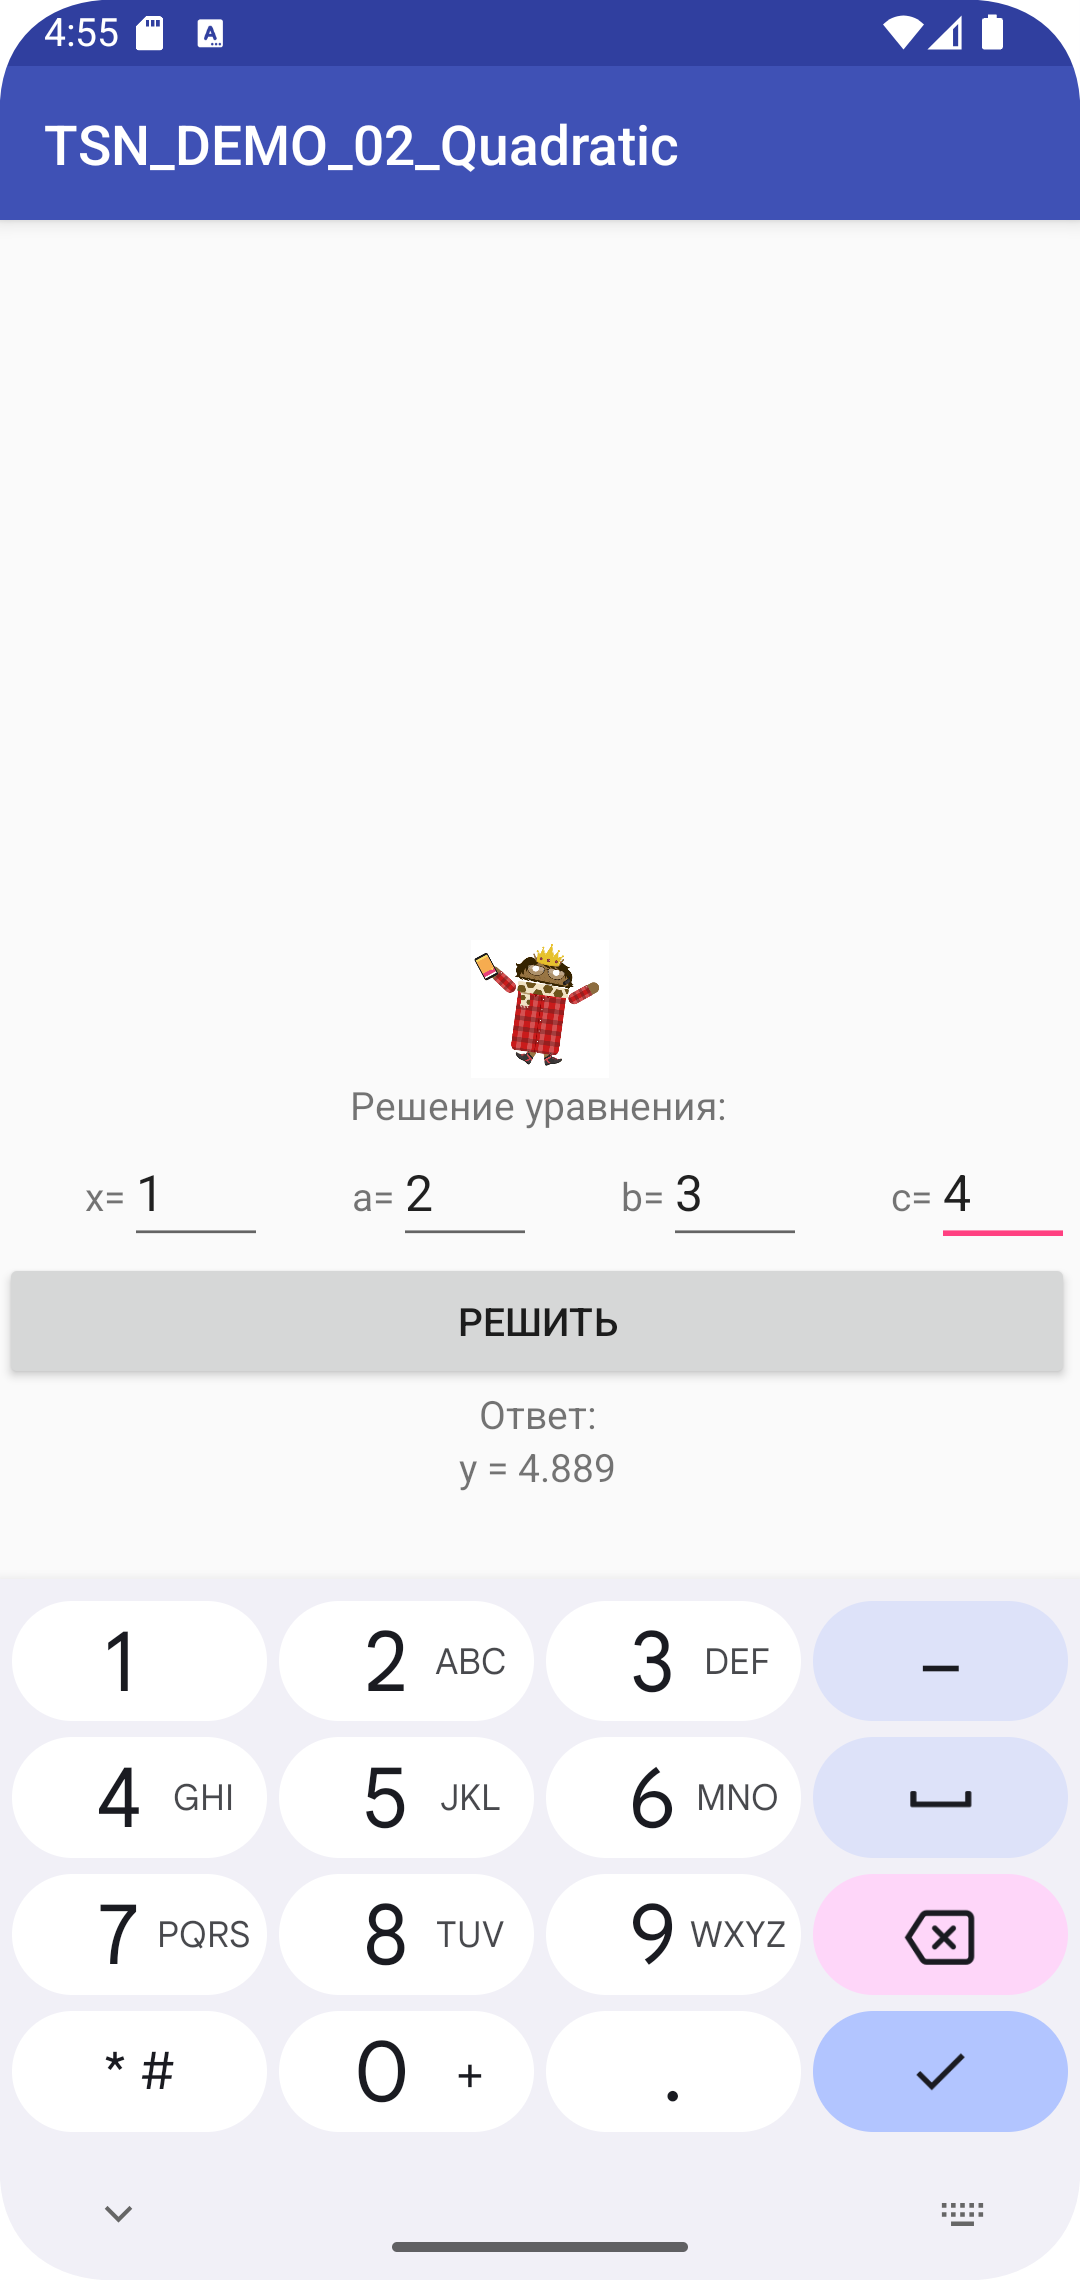 4:55
TSN_DEMO_02_Quadratic
Решение уравнения:
x= 1 a= 2 b= 3 c= 4
РЕШИТЬ
Ответ:
y = 4.889
1 2 ABC 3 DEF –
4 GHI 5 JKL 6 MNO
7 PQRS 8 TUV 9 WXYZ
* # 0 + .